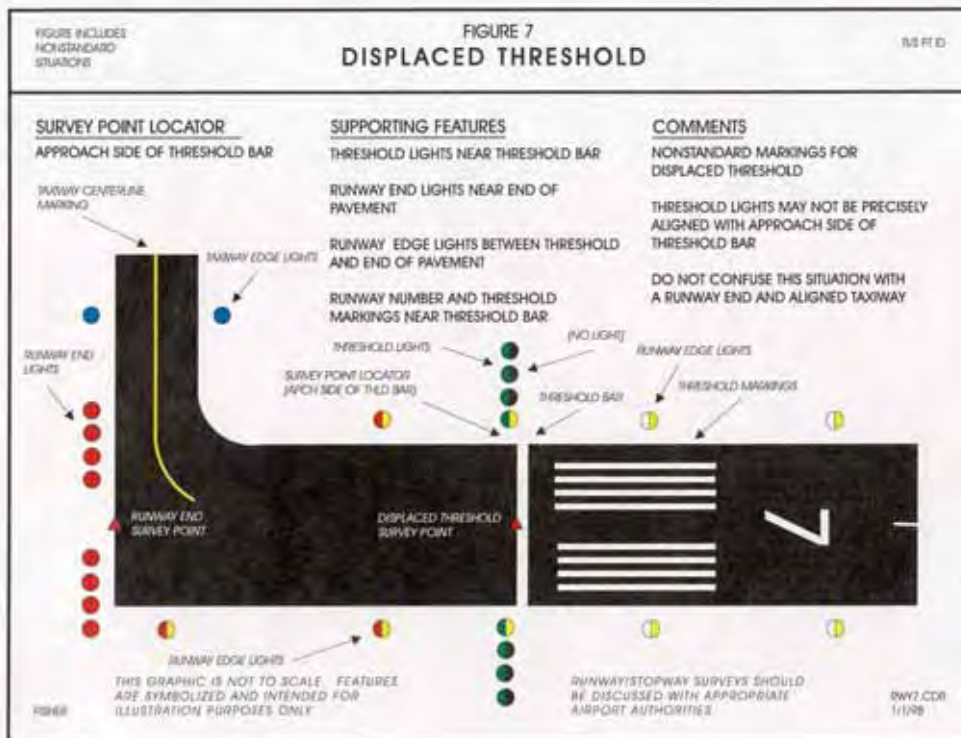 FIGURE INCLUDES
NONSTANDARD
SITUATIONS
FIGURE 7
DISPLACED THRESHOLD
PT ID
SURVEY POINT LOCATOR
APPROACH SIDE OF THRESHOLD BAR
SUPPORTING FEATURES
THRESHOLD LIGHTS NEAR THRESHOLD BAR
RUNWAY END LIGHTS NEAR END OF
PAVEMENT
RUNWAY EDGE LIGHTS BETWEEN THRESHOLD
AND END OF PAVEMENT
RUNWAY NUMBER AND THRESHOLD
MARKINGS NEAR THRESHOLD BAR
COMMENTS
NONSTANDARD MARKINGS FOR
DISPLACED THRESHOLD
THRESHOLD LIGHTS MAY NOT BE PRECISELY
ALIGNED WITH APPROACH SIDE OF
THRESHOLD BAR
DO NOT CONFUSE THIS SITUATION WITH
A RUNWAY END AND ALIGNED TAXIWAY
TAXIWAY CENTERLINE
MARKING
TAXIWAY EDGE LIGHTS
RUNWAY END
LIGHTS
THRESHOLD LIGHTS
(NO LIGHT)
RUNWAY EDGE LIGHTS
SURVEY POINT LOCATOR
(APCH SIDE OF THLD BAR)
THRESHOLD BAR
THRESHOLD MARKINGS
RUNWAY END
SURVEY POINT
DISPLACED THRESHOLD
SURVEY POINT
7
RUNWAY EDGE LIGHTS
THIS GRAPHIC IS NOT TO SCALE. FEATURES
ARE SYMBOLIZED AND INTENDED FOR
ILLUSTRATION PURPOSES ONLY
RUNWAY/STOPWAY SURVEYS SHOULD
BE DISCUSSED WITH APPROPRIATE
AIRPORT AUTHORITIES
FISHER
RWY7.CDR
1/1/98